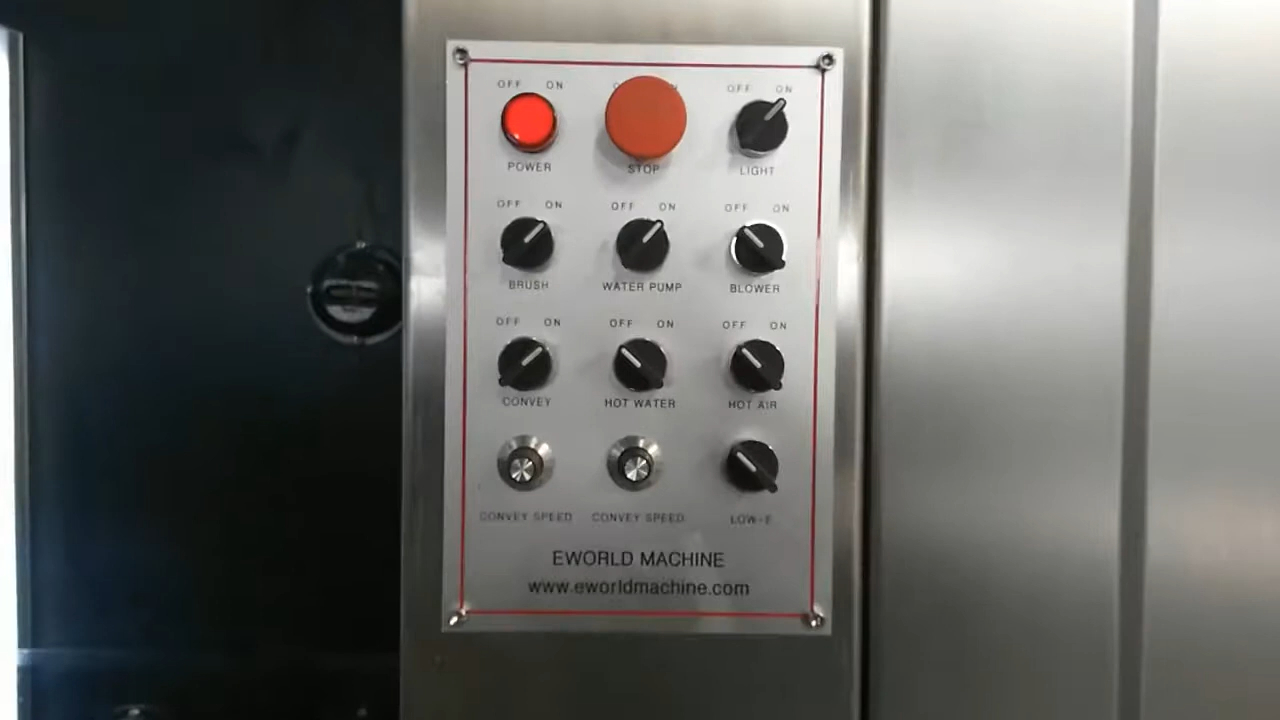 OFF ON
OFF ON
POWER
STOP
LIGHT
OFF ON
OFF ON
OFF ON
BRUSH
WATER PUMP
BLOWER
OFF ON
OFF ON
OFF ON
CONVEY
HOT WATER
HOT AIR
CONVEY SPEED
CONVEY SPEED
LOW-E
EWORLD MACHINE
www.eworldmachine.com